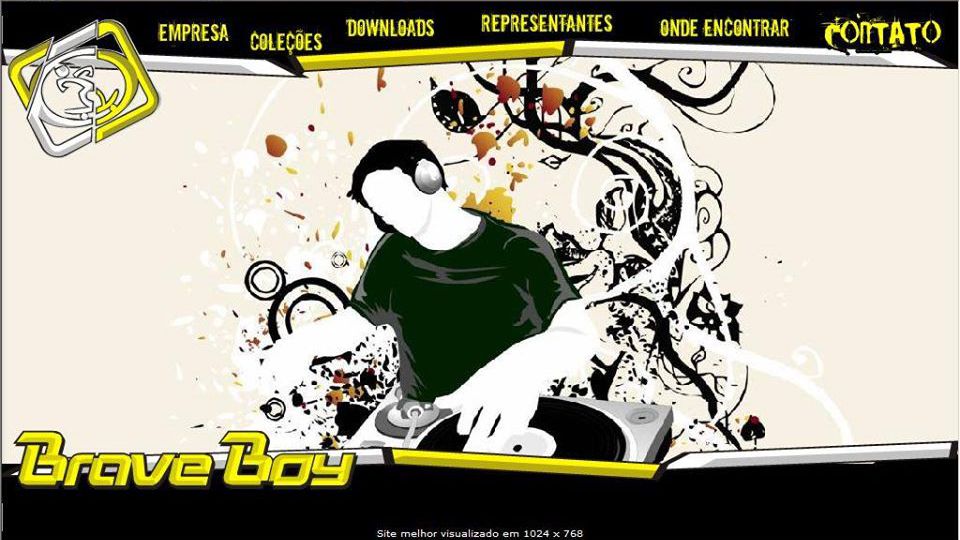 EMPRESA
COLEÇÕES
DOWNLOADS
REPRESENTANTES
ONDE ENCONTRAR
CONTATO
Brave Boy
Site melhor visualizado em 1024 x 768